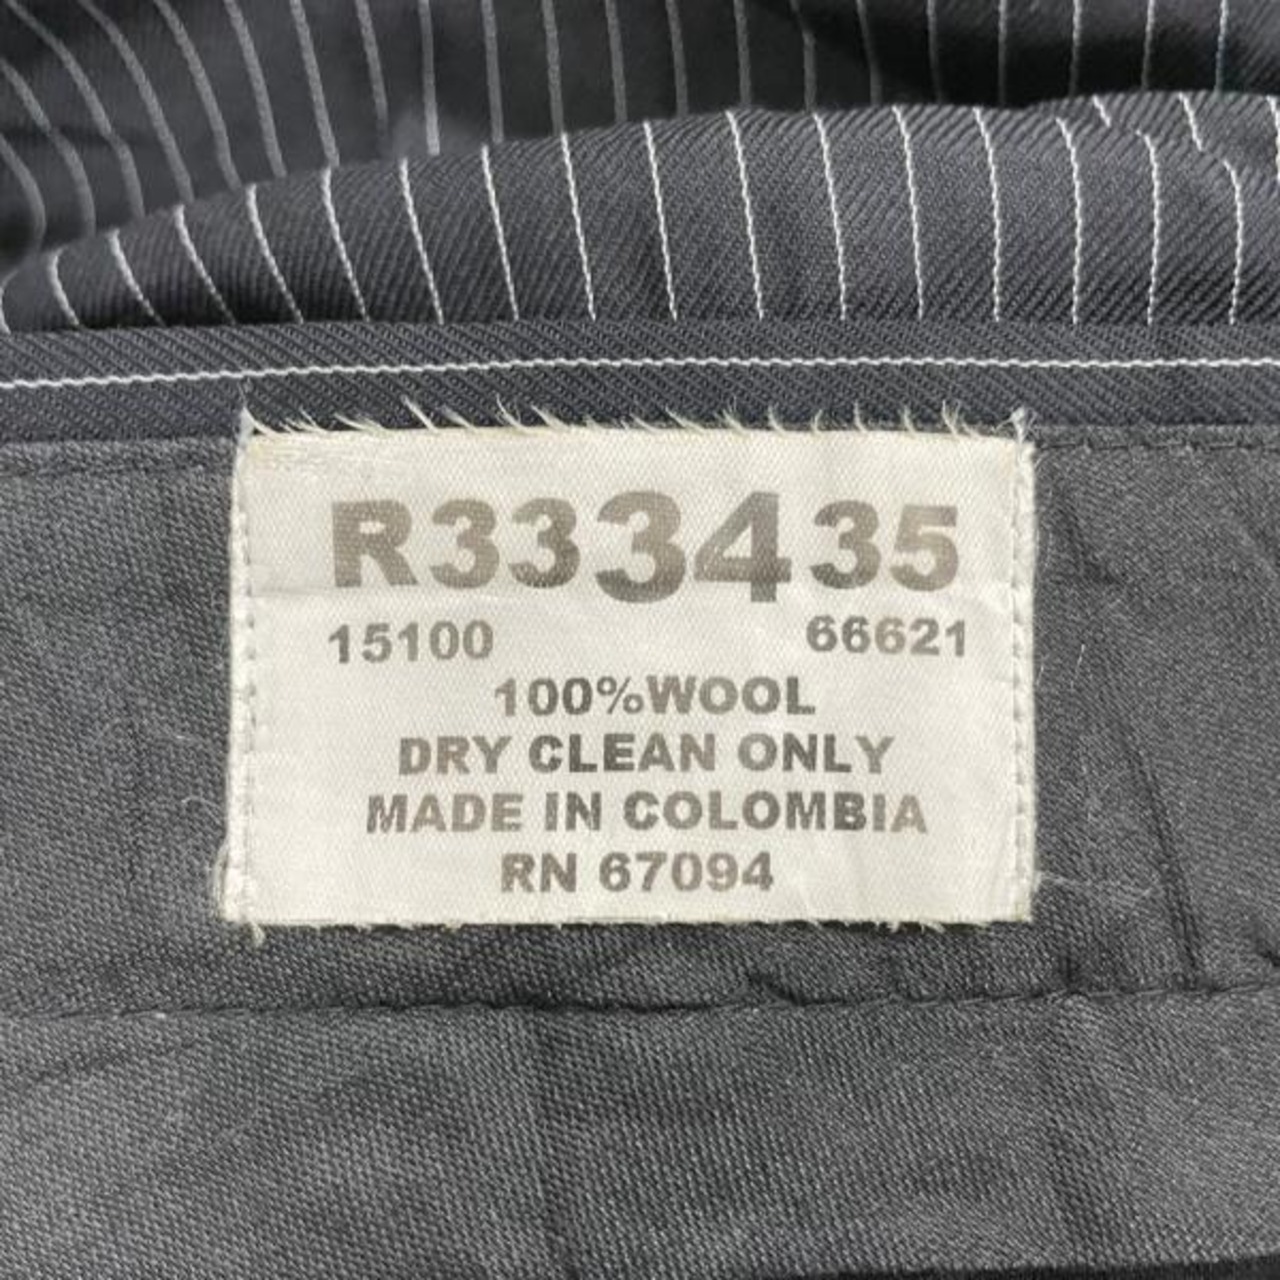 R333435
15100 66621
100%WOOL
DRY CLEAN ONLY
MADE IN COLOMBIA
RN 67094